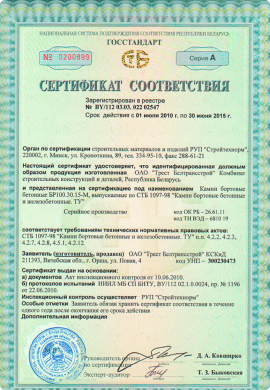 НАЦИОНАЛЬНАЯ СИСТЕМА ПОДТВЕРЖДЕНИЯ СООТВЕТСТВИЯ РЕСПУБЛИКИ БЕЛАРУСЬ
ГОССТАНДАРТ
№ 0200899
Серия А
СЕРТИФИКАТ СООТВЕТСТВИЯ
Зарегистрирован в реестре
№ BY/112 03.03. 022 02547
Срок действия с 01 июля 2010 г. по 30 июня 2015 г.
Орган по сертификации строительных материалов и изделий РУП "Стройтехнорм",
220002, г. Минск, ул. Кропоткина, 89, тел. 334-95-10, факс 288-61-21
Настоящий сертификат удостоверяет, что идентифицированная должным
образом продукция изготовления ОАО "Трест Белтрансстрой" Комбинат
строительных конструкций и деталей, Республика Беларусь
и представленная на сертификацию под наименованием Камни бортовые
бетонные БР100.30.15-М, выпускаемые по СТБ 1097-98 "Камни бортовые бетонные
и железобетонные. ТУ"
Серийное производство
код ОК РБ - 26.61.11
код ТН ВЭД – 6810 19
соответствует требованиям технических нормативных правовых актов
СТБ 1097-98 "Камни бортовые бетонные и железобетонные. ТУ" п.п. 4.2.2, 4.2.3,
4.2.7, 4.2.8, 4.5.1, 4.2.12.
Заявитель (изготовитель, продавец) ОАО "Трест Белтрансстрой" КСКиД
211393, Витебская обл., г. Орша, ул. Новая, 4
код УНП – 300230473
Сертификат выдан на основании:
а) документов Акт инспекционного контроля от 10.06.2010.
б) протоколов испытаний НИИЛ МБ СП БНТУ, BY/112 02.1.0.0024, № 1196
от 22.06.2010.
Инспекционный контроль осуществляет РУП "Стройтехнорм"
Особые отметки Заявитель обязан хранить сертификат соответствия в течение
одного года после окончания его срока действия
Дополнительная информация
Руководитель органа
по сертификации
Эксперт-аудитор
Д. А. Кашпирко
Т. З. Быковская